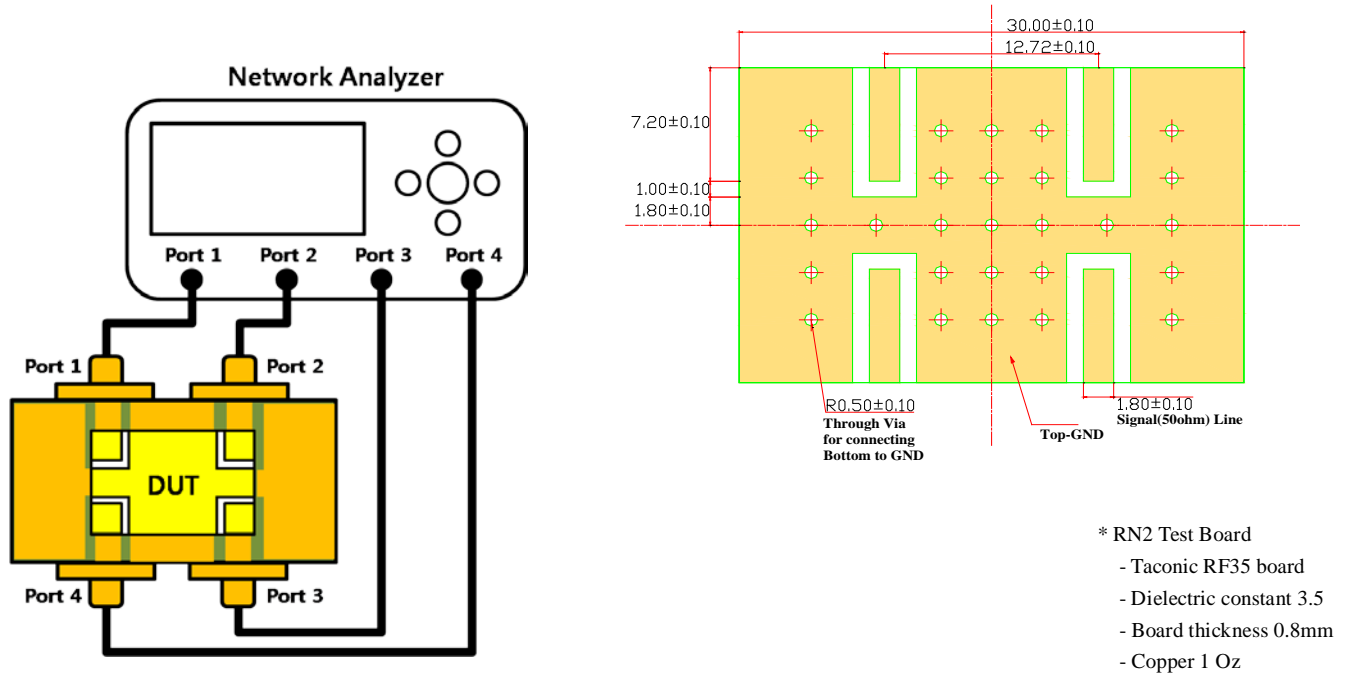 Network Analyzer
Port 1
Port 2
Port 3
Port 4
Port 1
Port 2
DUT
Port 4
Port 3
30.00±0.10
12.72±0.10
7.20±0.10
1.00±0.10
1.80±0.10
R0.50±0.10
Through Via
for connecting
Bottom to GND
Top-GND
1.80±0.10
Signal(50ohm) Line
* RN2 Test Board
- Taconic RF35 board
- Dielectric constant 3.5
- Board thickness 0.8mm
- Copper 1 Oz